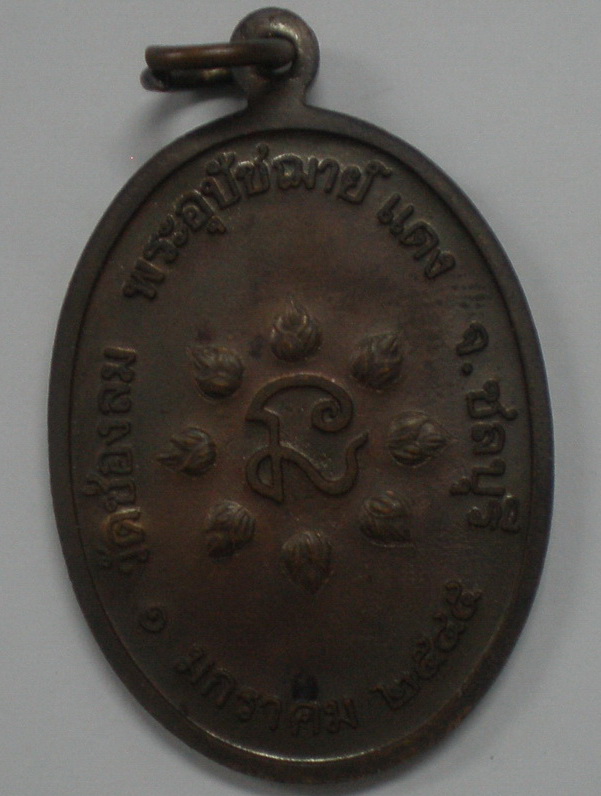 วัดช่องลม พระอุปัชฌาย์ แดง จ. ชลบุรี
๑ มกราคม ๒๕๔๕